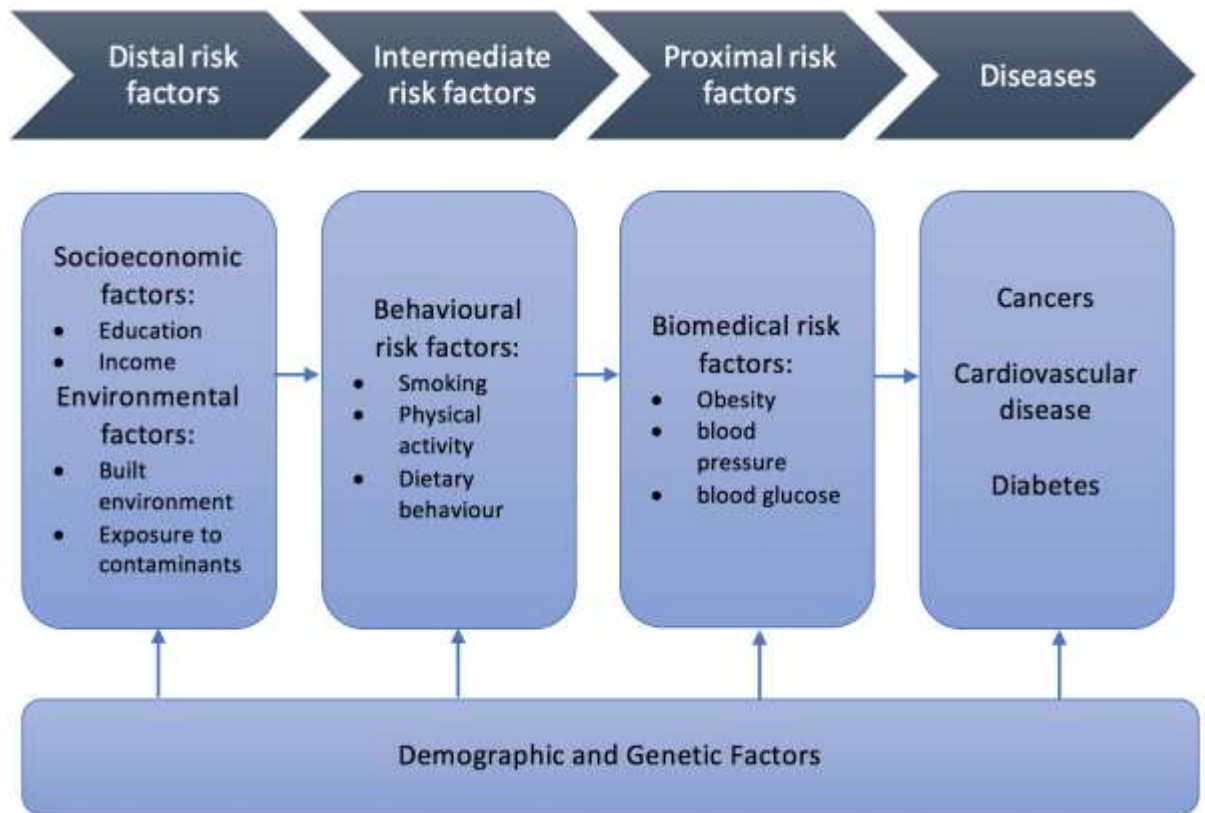 Distal risk
factors
Intermediate
risk factors
Proximal risk
factors
Diseases
Socioeconomic
factors:
• Education
• Income
Environmental
factors:
• Built
environment
• Exposure to
contaminants
Behavioural
risk factors:
• Smoking
• Physical
activity
• Dietary
behaviour
Biomedical risk
factors:
• Obesity
• blood
pressure
• blood glucose
Cancers
Cardiovascular
disease
Diabetes
Demographic and Genetic Factors